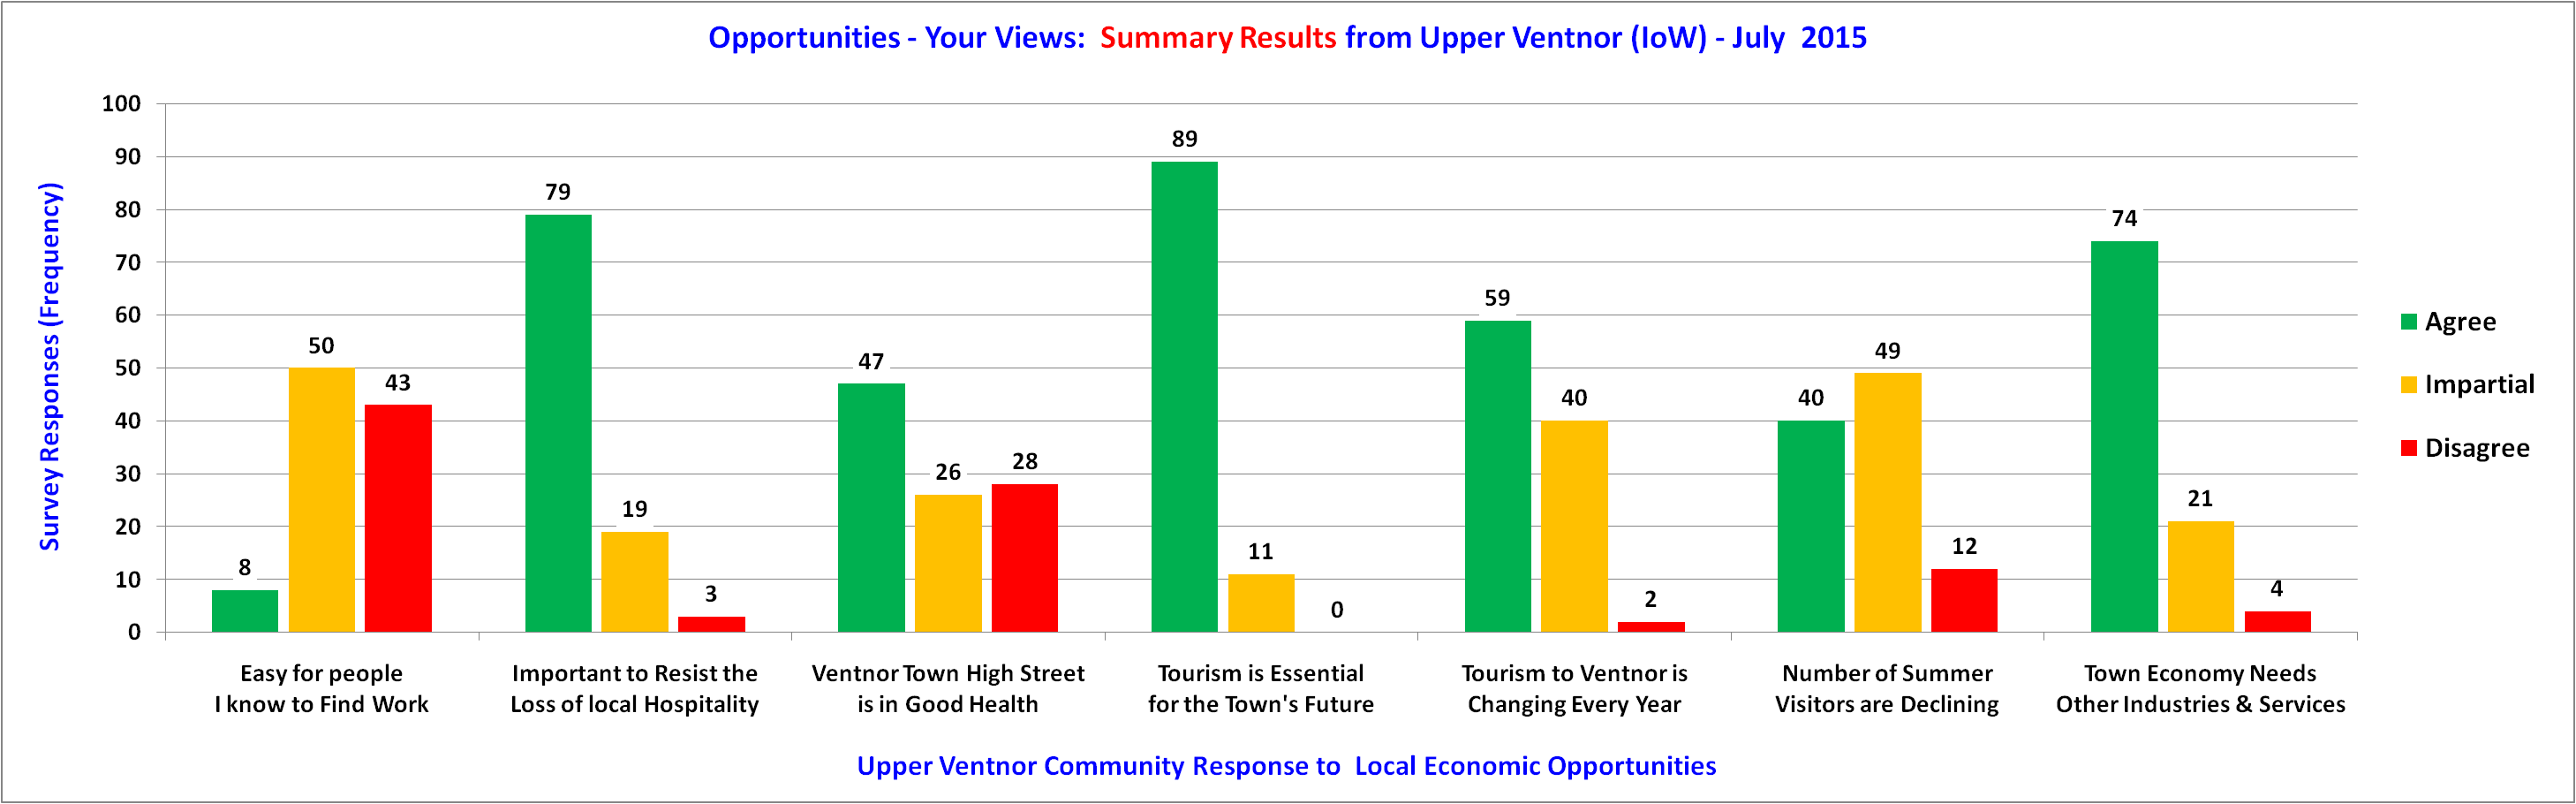 Opportunities - Your Views:  Summary Results from Upper Ventnor (IoW) - July  2015
Survey Responses (Frequency)
100
90
80
70
60
50
40
30
20
10
0
8
50
43
79
19
3
47
26
28
89
11
0
59
40
2
40
49
12
74
21
4
Easy for people
I know to Find Work
Important to Resist the
Loss of local Hospitality
Ventnor Town High Street
is in Good Health
Tourism is Essential
for the Town's Future
Tourism to Ventnor is
Changing Every Year
Number of Summer
Visitors are Declining
Town Economy Needs
Other Industries & Services
Upper Ventnor Community Response to  Local Economic Opportunities
Agree
Impartial
Disagree